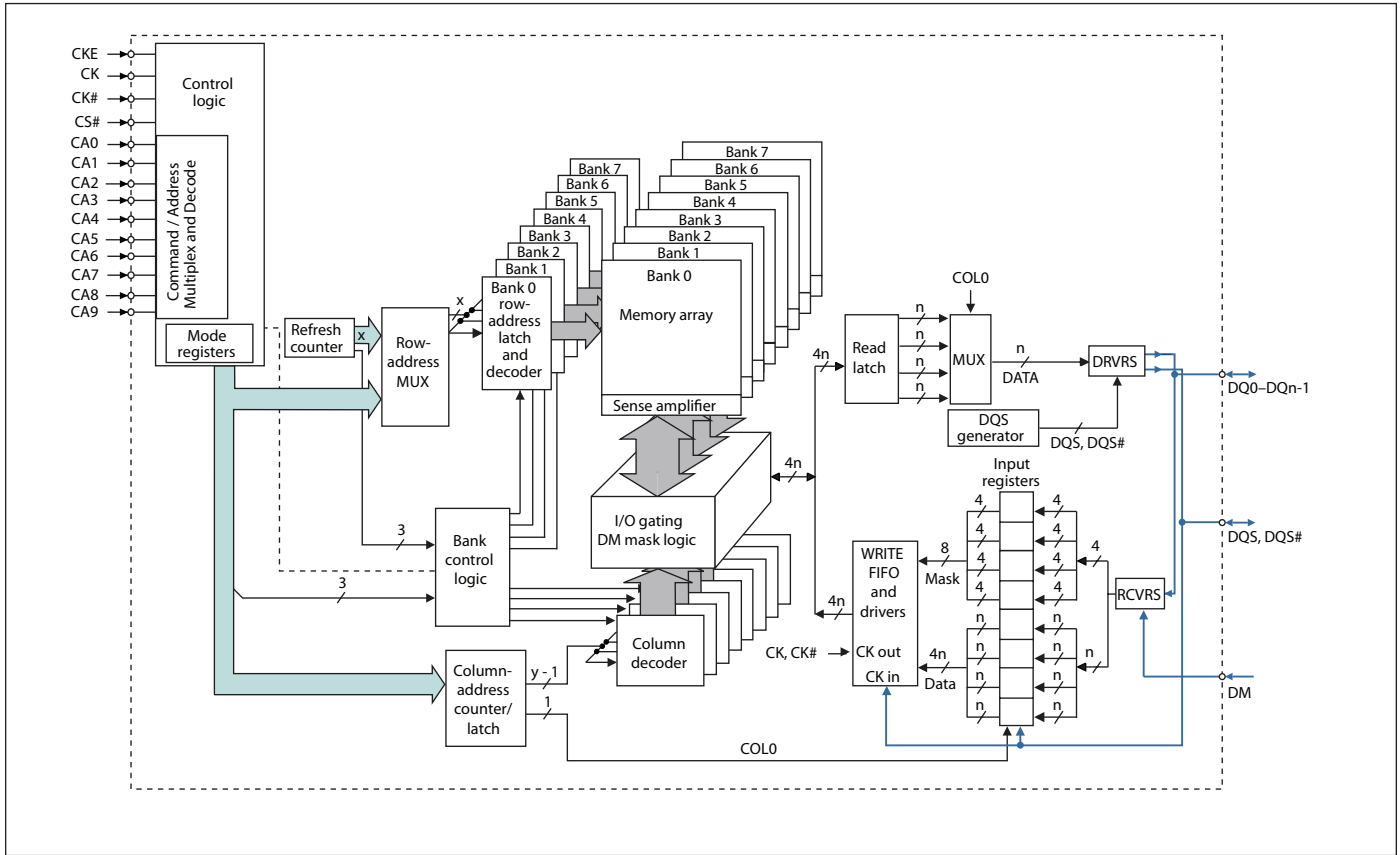 CKE
CK
CK#
CS#
CA0
CA1
CA2
CA3
CA4
CA5
CA6
CA7
CA8
CA9
Control
logic
Command / Address
Multiplex and Decode
Mode
registers
Refresh
counter
x
Row-
address
MUX
x
3
3
Bank
control
logic
Column-
address
counter/
latch
y - 1
1
Bank 7
Bank 6
Bank 5
Bank 4
Bank 3
Bank 2
Bank 1
Bank 0
row-
address
latch
and
decoder
Bank 7
Bank 6
Bank 5
Bank 4
Bank 3
Bank 2
Bank 1
Bank 0
Memory array
Sense amplifier
I/O gating
DM mask logic
Column
decoder
COL0
4n
4n
4n
Read
latch
n
n
n
n
COL0
MUX
n
DATA
DRVRS
DQS
generator
DQS, DQS#
Input
registers
4
4
4
4
n
n
n
n
4
4
4
4
n
n
n
n
4
n
RCVRS
8
Mask
4n
Data
WRITE
FIFO
and
drivers
CK out
CK in
CK, CK#
DQ0–DQn-1
DQS, DQS#
DM